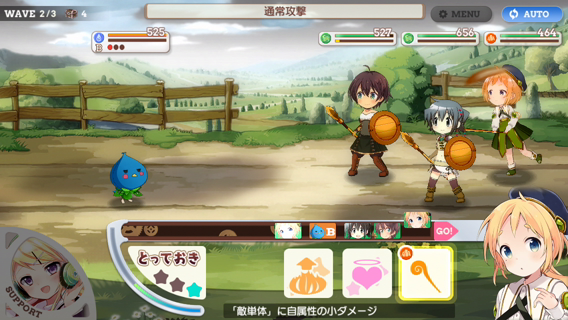 WAVE 2/3
4
通常攻撃
MENU
AUTO
525
B
527
656
464
B
GO!
とっておき
SUPPORT
「敵単体」に自属性の小ダメージ